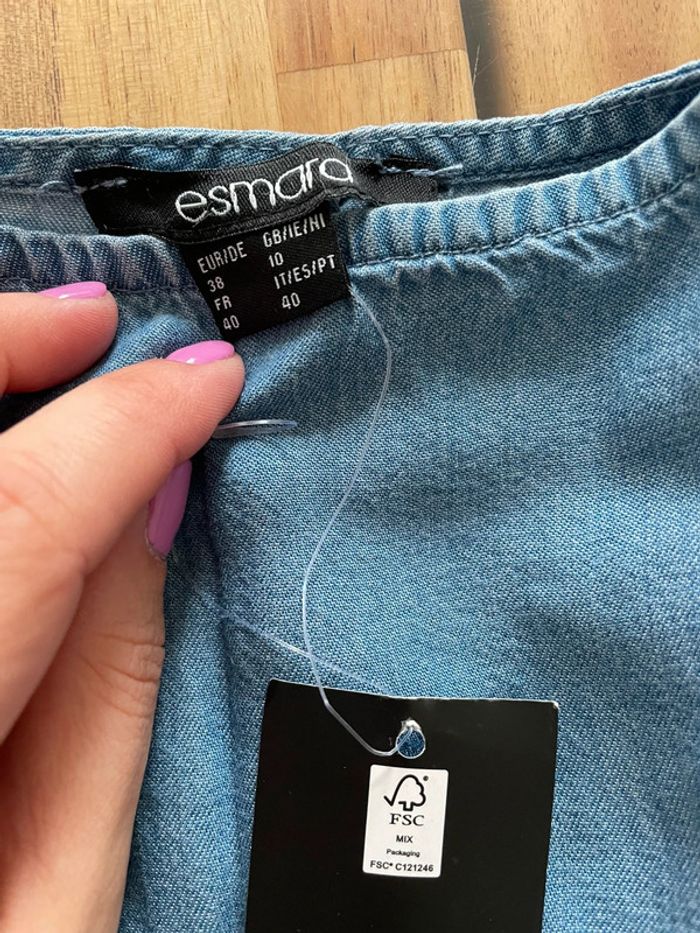 esmara
EUR/DE GB/IE/NI
38 10
FR IT/ES/PT
40 40
FSC
MIX
Packaging
FSC® C121246